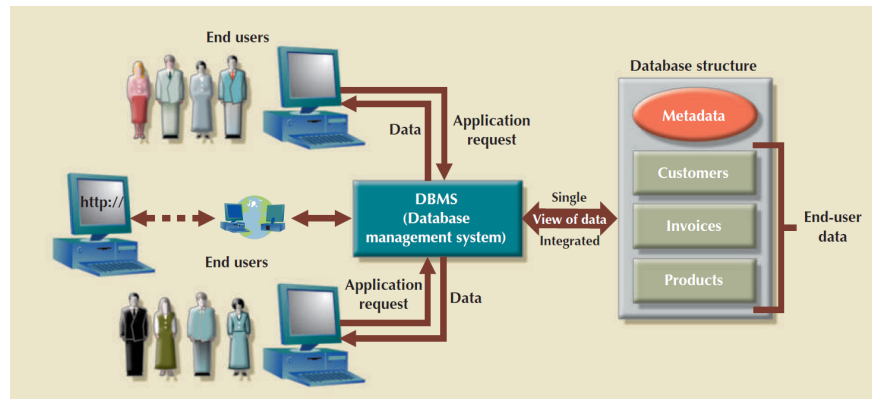 End users
Database structure
Metadata
Data
Application
request
Customers
http://
DBMS
(Database
management system)
Single
View of data
Integrated
Invoices
End-user
data
End users
Application
request
Data
Products